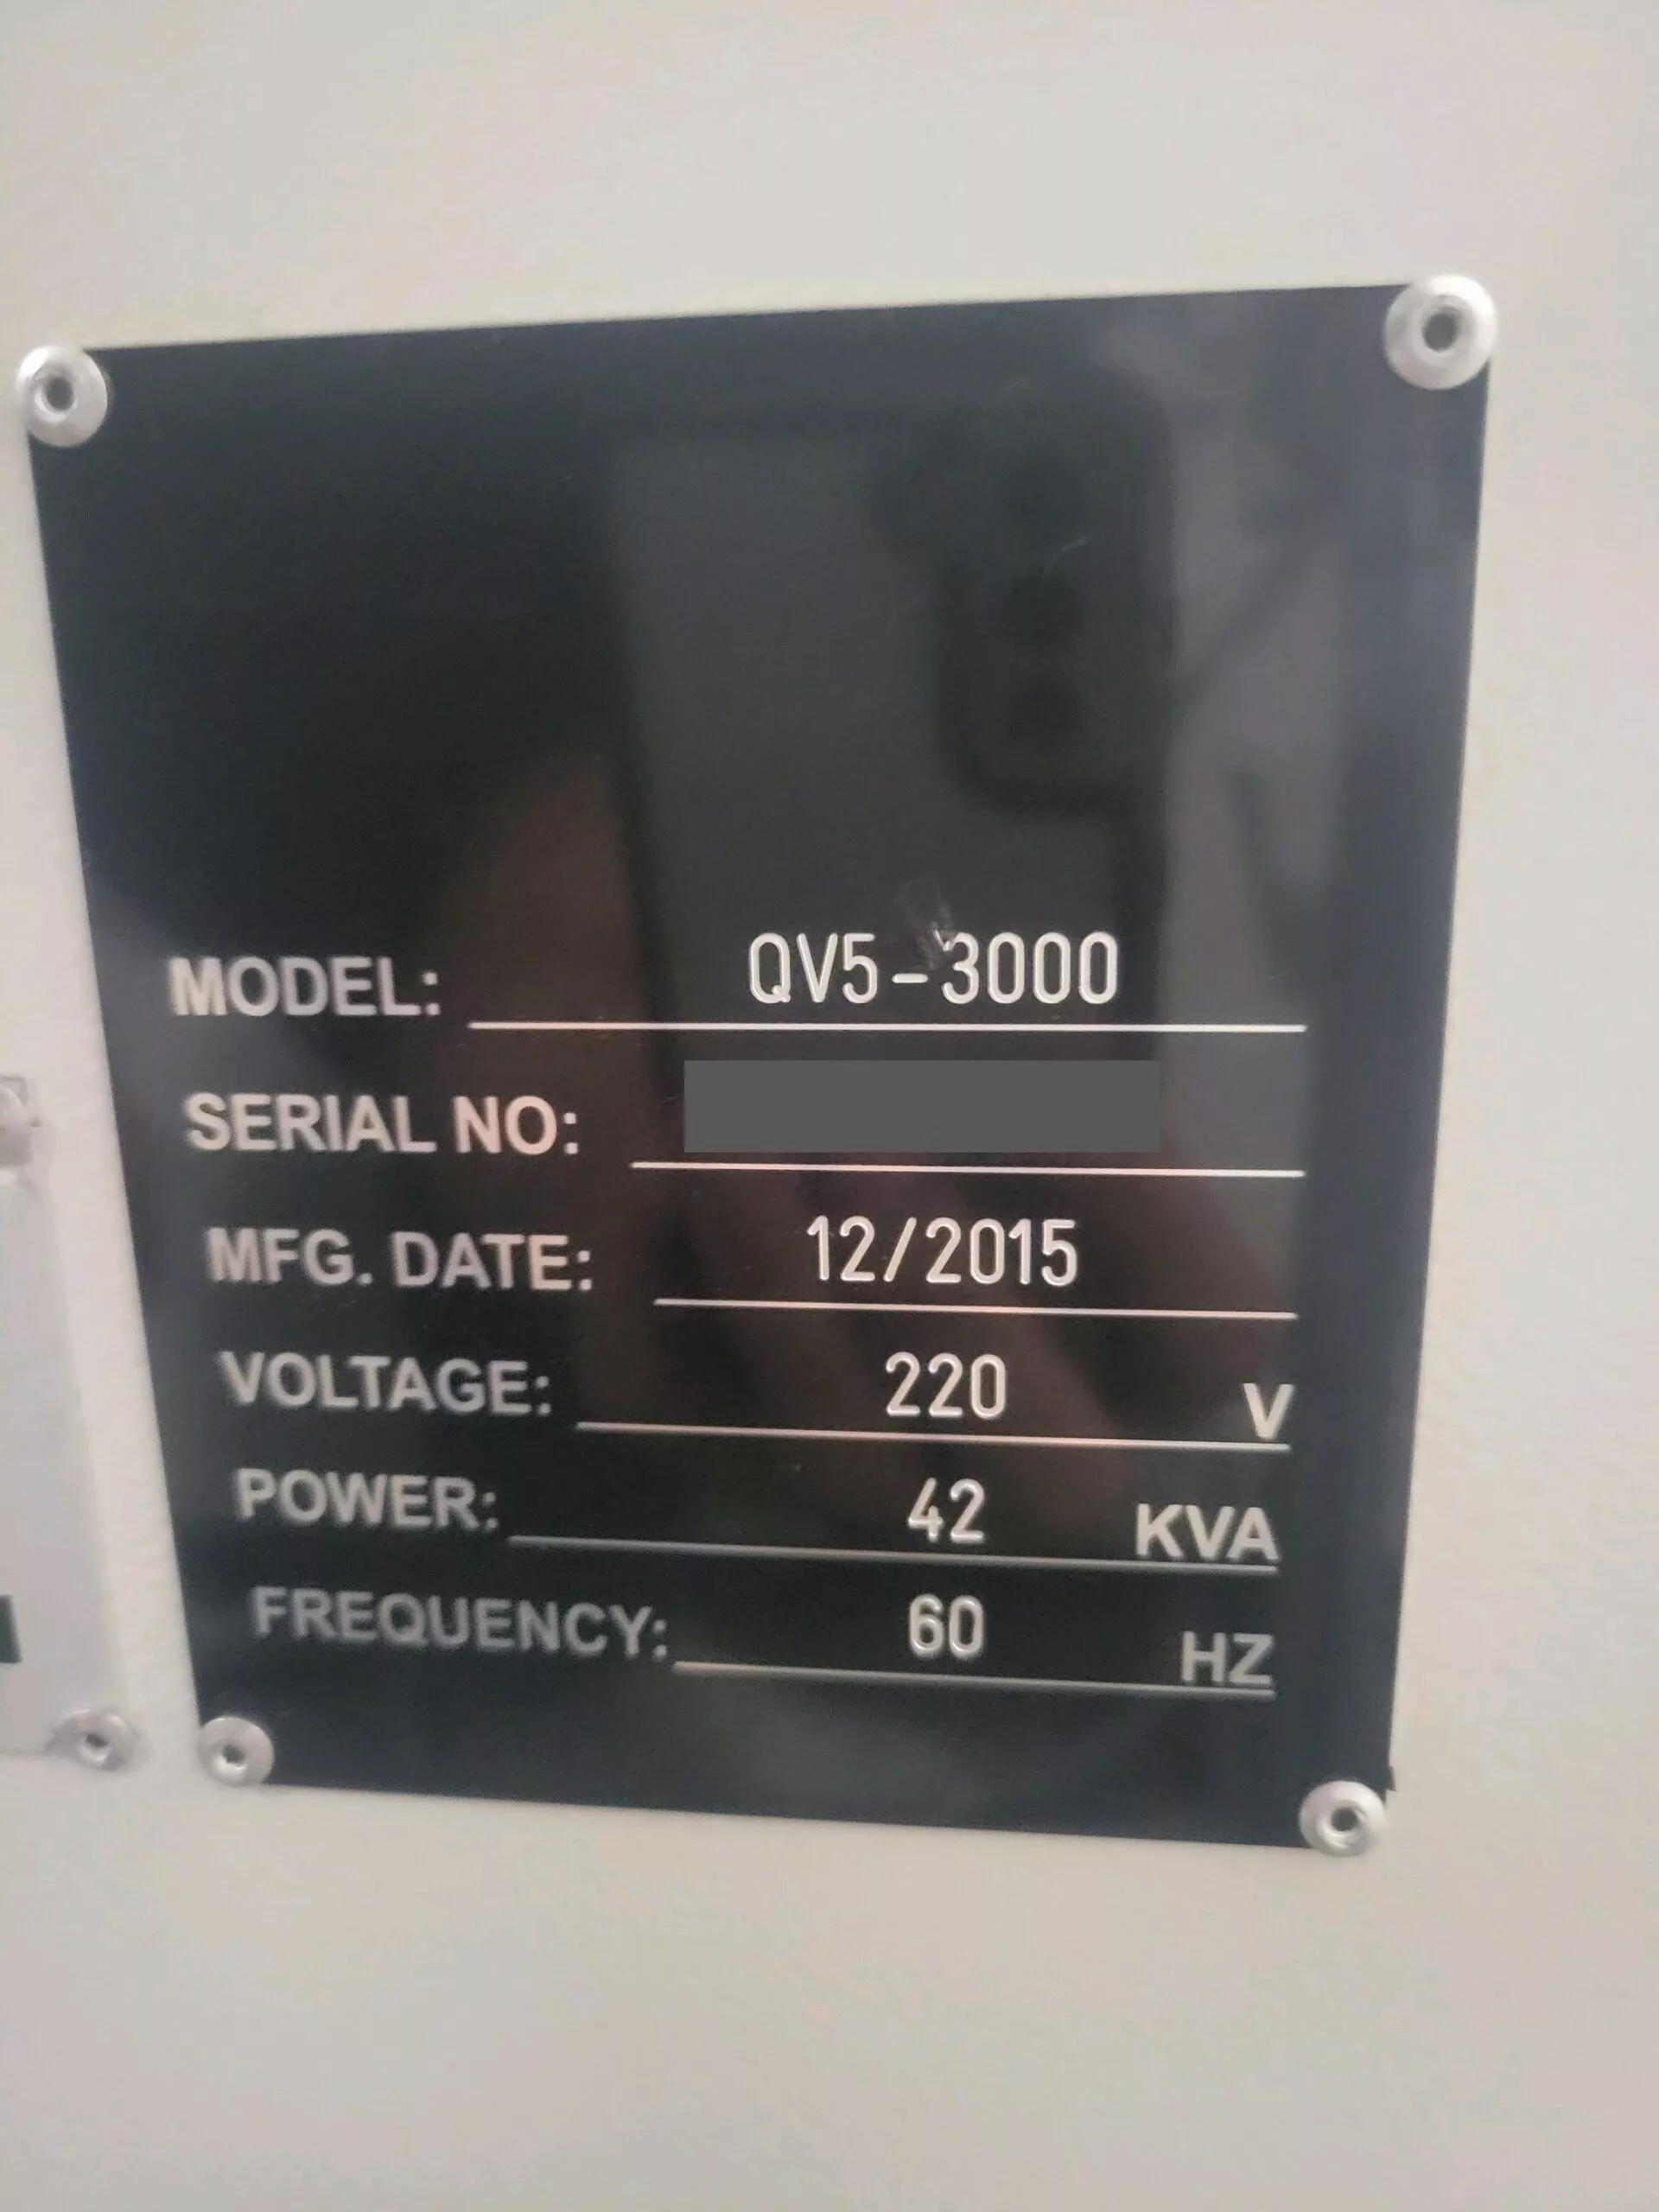 MODEL: QV5-3000
SERIAL NO:
MFG. DATE: 12/2015
VOLTAGE: 220 V
POWER: 42 KVA
FREQUENCY: 60 HZ